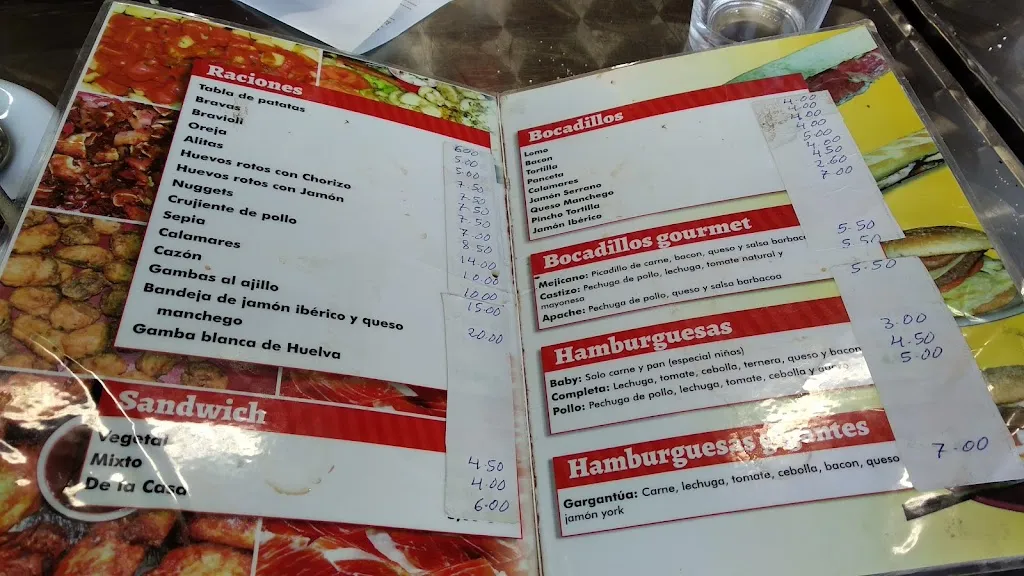 Raciones
Tabla de patatas
Bravas
Bravioli
Oreja
Alitas
Huevos rotos con Chorizo
Huevos rotos con Jamón
Nuggets
Crujiente de pollo
Sepia
Calamares
Cazón
Gambas al ajillo
Bandeja de jamón ibérico y queso
manchego
Gamba blanca de Huelva
6.00
5.00
5.00
7.50
7.50
7.50
7.50
7.00
8.50
14.00
10.00
10.00
15.00
20.00
Sandwich
Vegetal 4.50
Mixto 4.00
De la Casa 6.00
Bocadillos
Lomo 4.00
Bacon 4.00
Tortilla 4.00
Panceta 4.00
Calamares 5.00
Jamón Serrano 4.00
Queso Manchego 4.50
Pincho Tortilla 2.60
Jamón Ibérico 7.00
Bocadillos gourmet
Mejicano: Picadillo de carne, bacon, queso y salsa barbacoa 5.50
Castizo: Pechuga de pollo, lechuga, tomate natural y 5.50
mayonesa
Apache: Pechuga de pollo, queso y salsa barbacoa 5.50
Hamburguesas
Baby: Solo carne y pan (especial niños) 3.00
Completa: Lechuga, tomate, cebolla, ternera, queso y bacon 4.50
Pollo: Pechuga de pollo, lechuga, tomate, cebolla y queso 5.00
Hamburguesas gigantes
Gargantúa: Carne, lechuga, tomate, cebolla, bacon, queso 7.00
jamón york